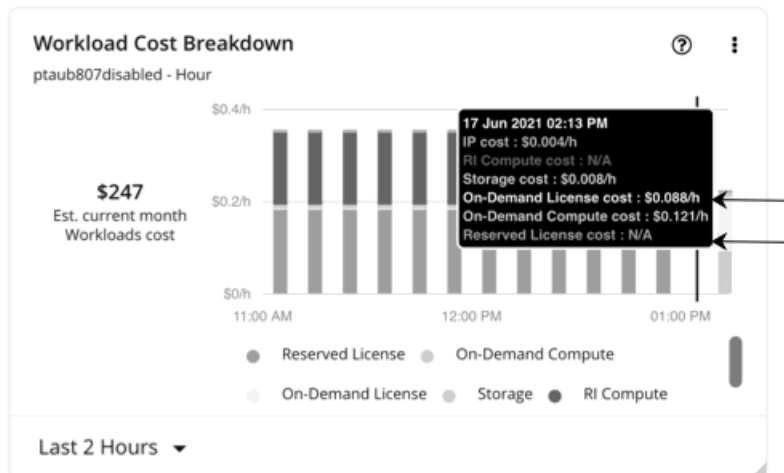 Workload Cost Breakdown
ptaub807disabled - Hour
$0.4/h
17 Jun 2021 02:13 PM
IP cost : $0.004/h
RI Compute cost : N/A
Storage cost : $0.008/h
On-Demand License cost : $0.088/h
On-Demand Compute cost : $0.121/h
Reserved License cost : N/A
$247
Est. current month
Workloads cost
$0.2/h
$0/h
11:00 AM
12:00 PM
01:00 PM
Reserved License
On-Demand Compute
On-Demand License
Storage
RI Compute
Last 2 Hours